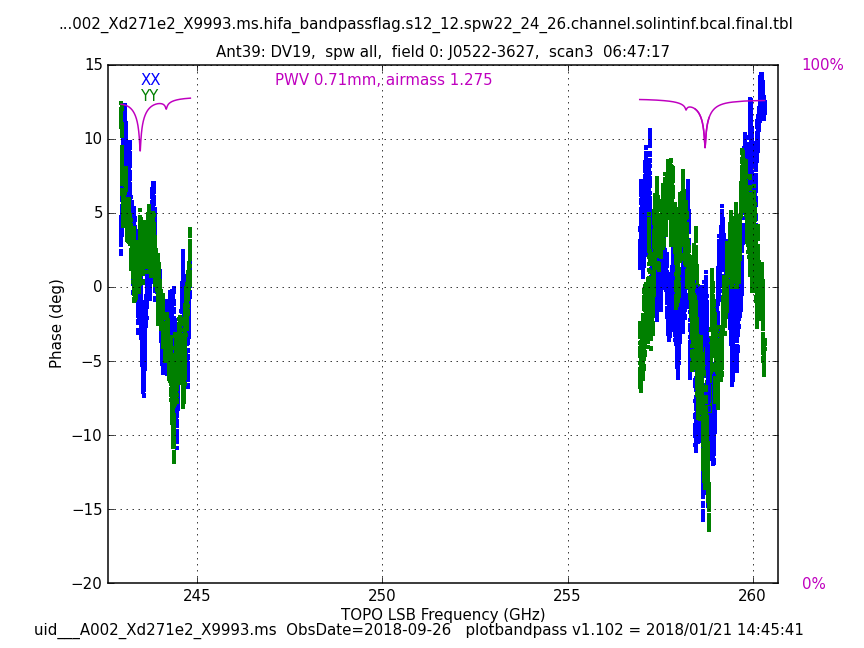 ...002_Xd271e2_X9993.ms.hifa_bandpassflag.s12_12.spw22_24_26.channel.solintinf.bcal.final.tbl
Ant39: DV19,  spw all,  field 0: J0522-3627,  scan3  06:47:17
XX
YY
PWV 0.71mm, airmass 1.275
100%
0%
15
10
5
0
−5
−10
−15
−20
Phase (deg)
245
250
255
260
TOPO LSB Frequency (GHz)
uid___A002_Xd271e2_X9993.ms  ObsDate=2018-09-26   plotbandpass v1.102 = 2018/01/21 14:45:41